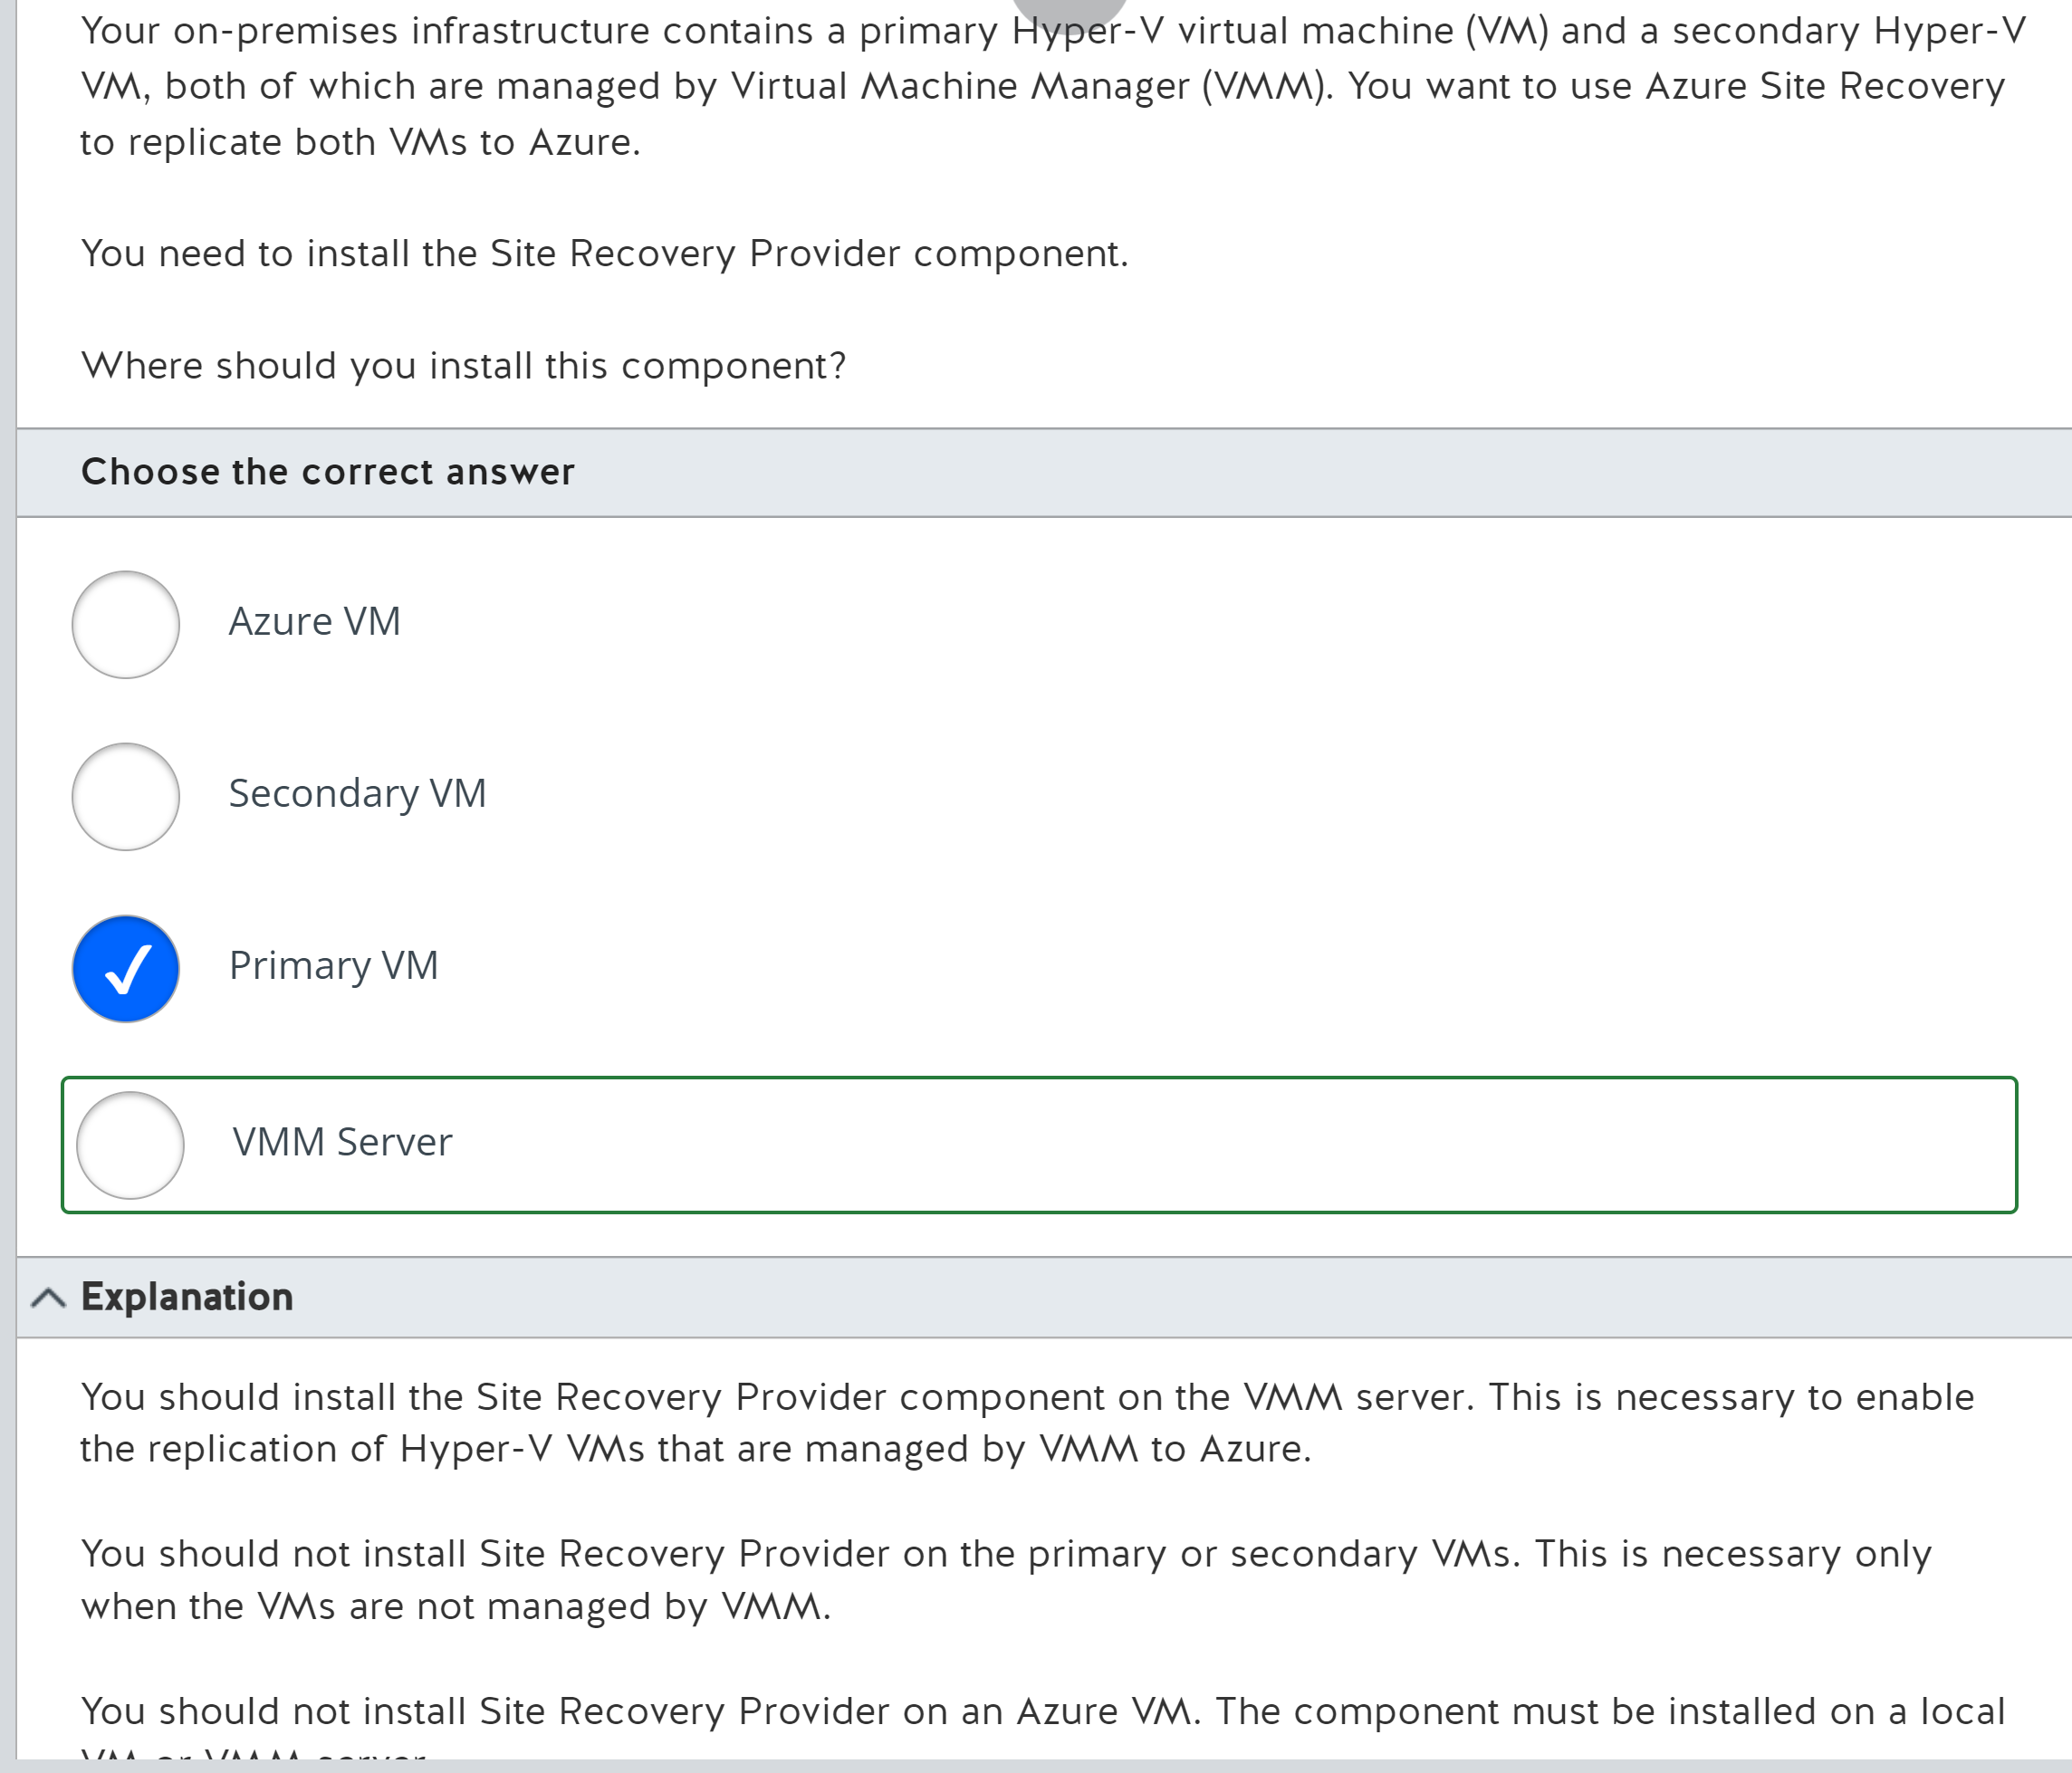 Your on-premises infrastructure contains a primary Hyper-V virtual machine (VM) and a secondary Hyper-V
VM, both of which are managed by Virtual Machine Manager (VMM). You want to use Azure Site Recovery
to replicate both VMs to Azure.
You need to install the Site Recovery Provider component.
Where should you install this component?
Choose the correct answer
Azure VM
Secondary VM
Primary VM
VMM Server
Explanation
You should install the Site Recovery Provider component on the VMM server. This is necessary to enable
the replication of Hyper-V VMs that are managed by VMM to Azure.
You should not install Site Recovery Provider on the primary or secondary VMs. This is necessary only
when the VMs are not managed by VMM.
You should not install Site Recovery Provider on an Azure VM. The component must be installed on a local
VM or VMM server.